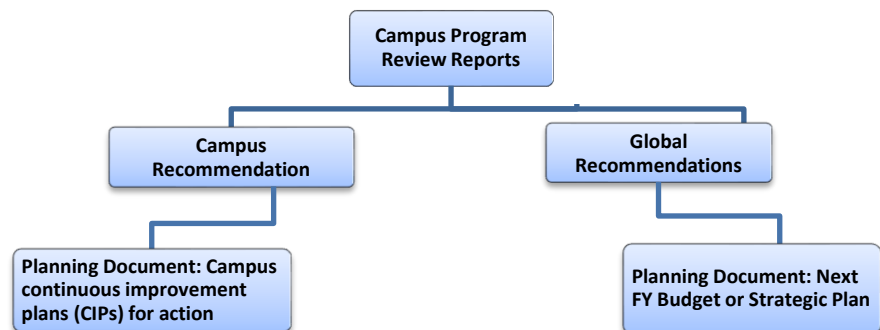 Campus Program
Review Reports
Campus
Recommendation
Global
Recommendations
Planning Document: Campus
continuous improvement
plans (CIPs) for action
Planning Document: Next
FY Budget or Strategic Plan